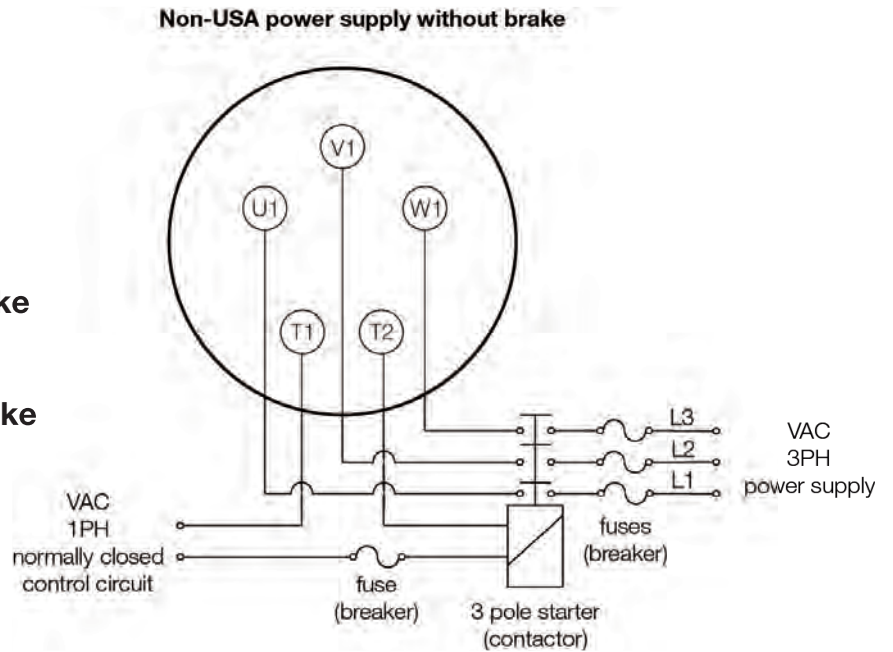 Non-USA power supply without brake
V1
U1
W1
ke
T1
T2
ke
L3
L2
L1
VAC
3PH
power supply
VAC
1PH
normally closed
control circuit
fuses
(breaker)
fuse
(breaker)
3 pole starter
(contactor)